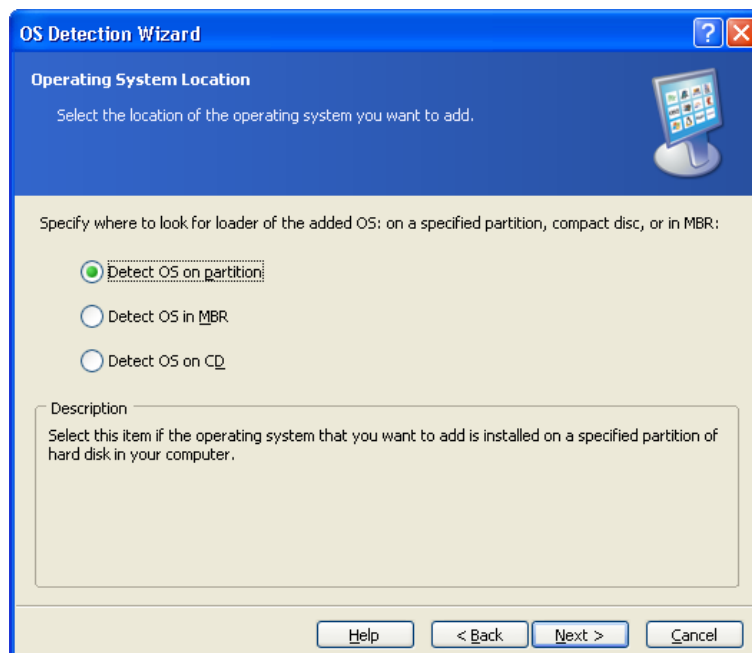 OS Detection Wizard
Operating System Location
Select the location of the operating system you want to add.
Specify where to look for loader of the added OS: on a specified partition, compact disc, or in MBR:
Detect OS on partition
Detect OS in MBR
Detect OS on CD
Description
Select this item if the operating system that you want to add is installed on a specified partition of
hard disk in your computer.
Help < Back Next > Cancel